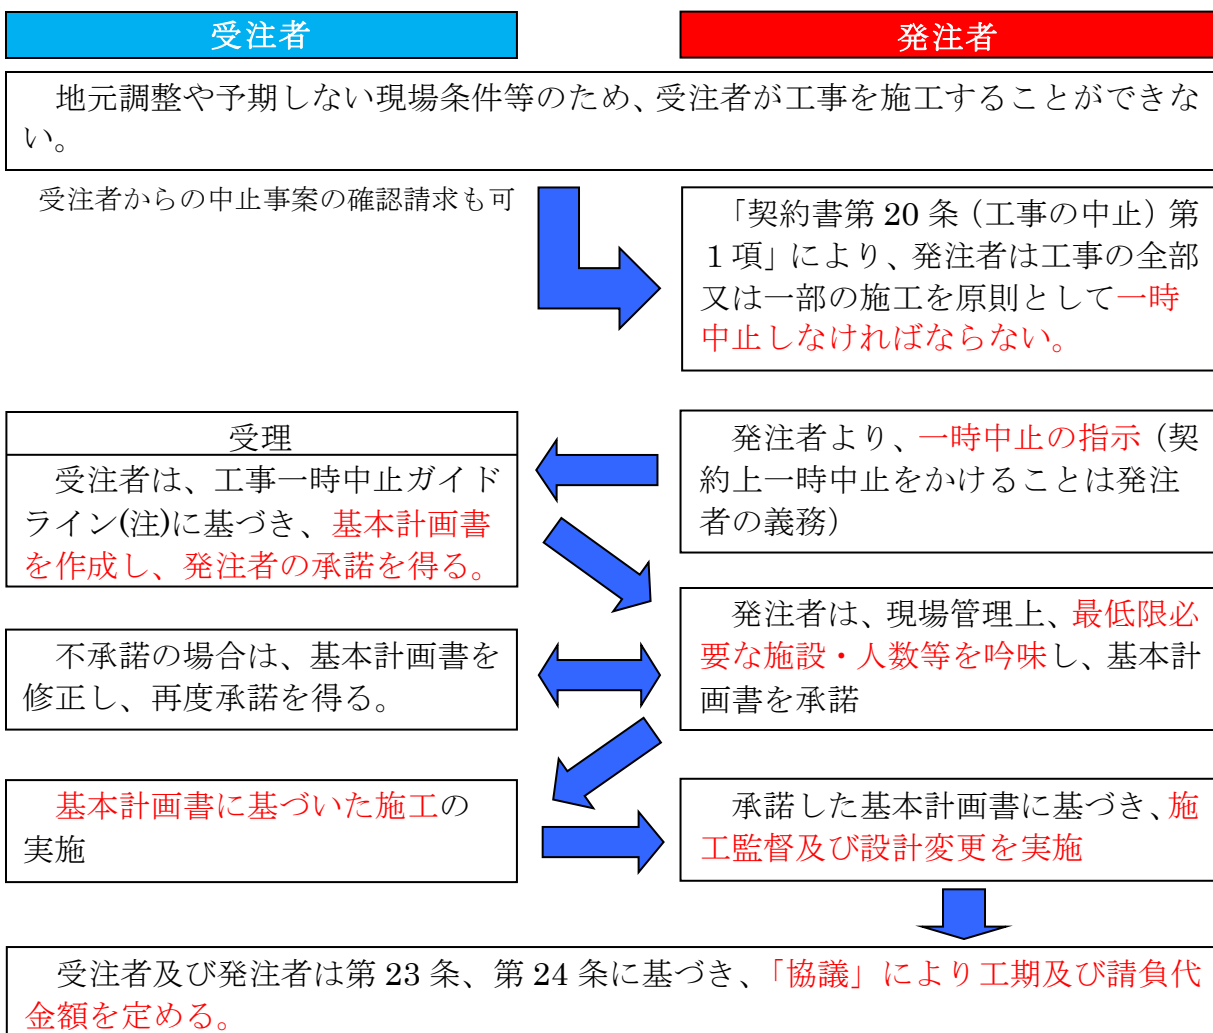 受注者
発注者
地元調整や予期しない現場条件等のため、受注者が工事を施工することができな
い。
受注者からの中止事案の確認請求も可
「契約書第 20 条（工事の中止）第
１項」により、発注者は工事の全部
又は一部の施工を原則として一時
中止しなければならない。
受理
受注者は、工事一時中止ガイド
ライン(注)に基づき、基本計画書
を作成し、発注者の承諾を得る。
発注者より、一時中止の指示（契
約上一時中止をかけることは発注
者の義務）
発注者は、現場管理上、最低限必
要な施設・人数等を吟味し、基本計
画書を承諾
不承諾の場合は、基本計画書を
修正し、再度承諾を得る。
基本計画書に基づいた施工の
実施
承諾した基本計画書に基づき、施
工監督及び設計変更を実施
受注者及び発注者は第 23 条、第 24 条に基づき、「協議」により工期及び請負代
金額を定める。